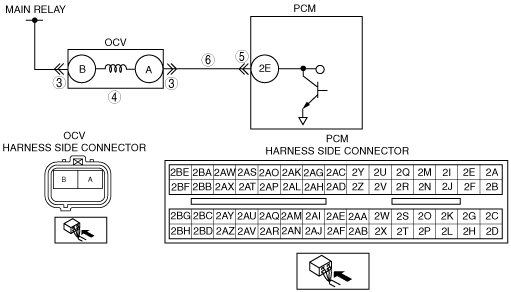 MAIN RELAY
PCM
OCV
B A 2E
3 4 3 6 5
OCV
HARNESS SIDE CONNECTOR
B A
PCM
HARNESS SIDE CONNECTOR
2BE 2BA 2AW 2AS 2AO 2AK 2AG 2AC 2Y 2U 2Q 2M 2I 2E 2A
2BF 2BB 2AX 2AT 2AP 2AL 2AH 2AD 2Z 2V 2R 2N 2J 2F 2B
2BG 2BC 2AY 2AU 2AQ 2AM 2AI 2AE 2AA 2W 2S 2O 2K 2G 2C
2BH 2BD 2AZ 2AV 2AR 2AN 2AJ 2AF 2AB 2X 2T 2P 2L 2H 2D